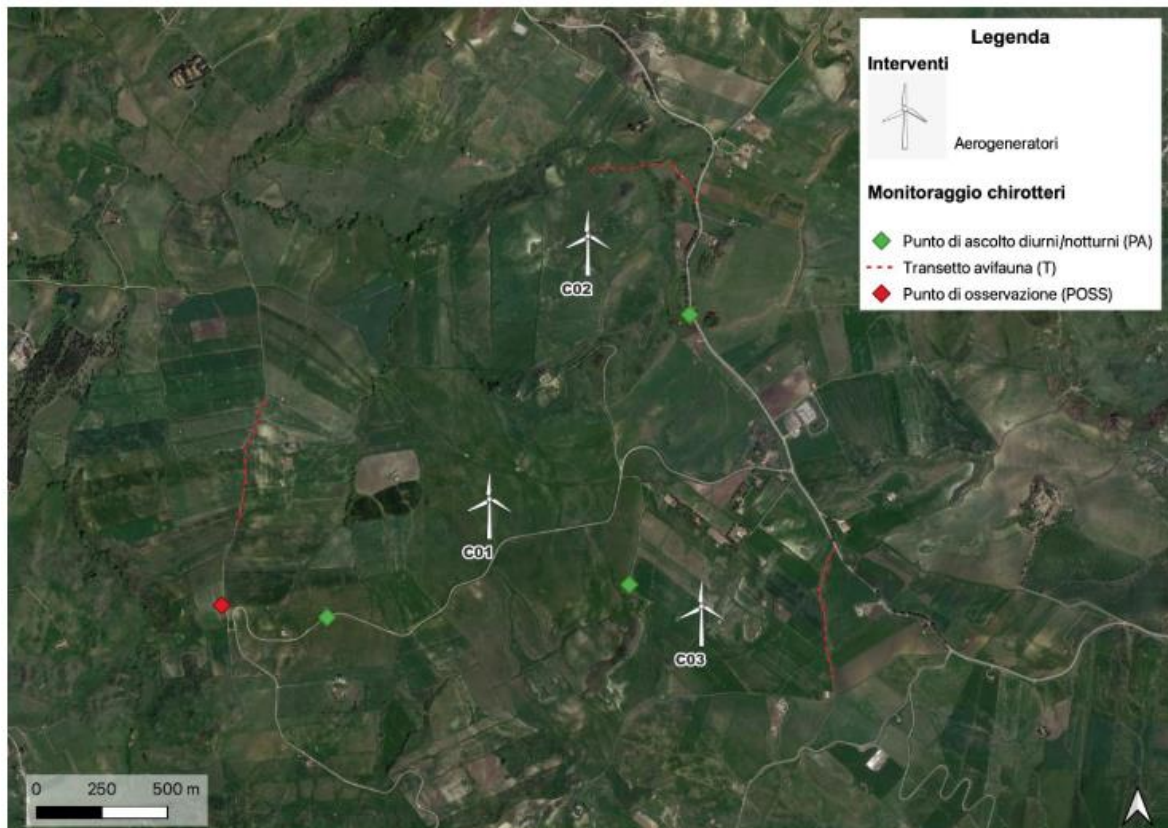 Legenda
Interventi
Aerogeneratori
Monitoraggio chirotteri
Punto di ascolto diurni/notturni (PA)
Transetto avifauna (T)
Punto di osservazione (POSS)
C02
C01
C03
0 250 500 m